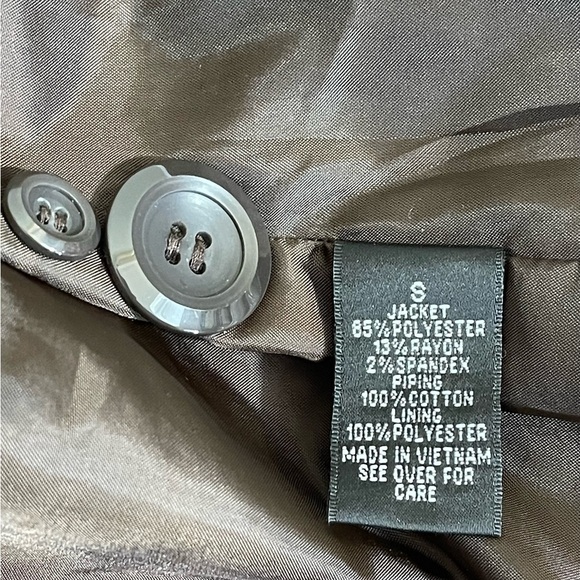 S
JACKET
85%POLYESTER
13%RAYON
2%SPANDEX
PIPING
100%COTTON
LINING
100%POLYESTER
MADE IN VIETNAM
SEE OVER FOR
CARE